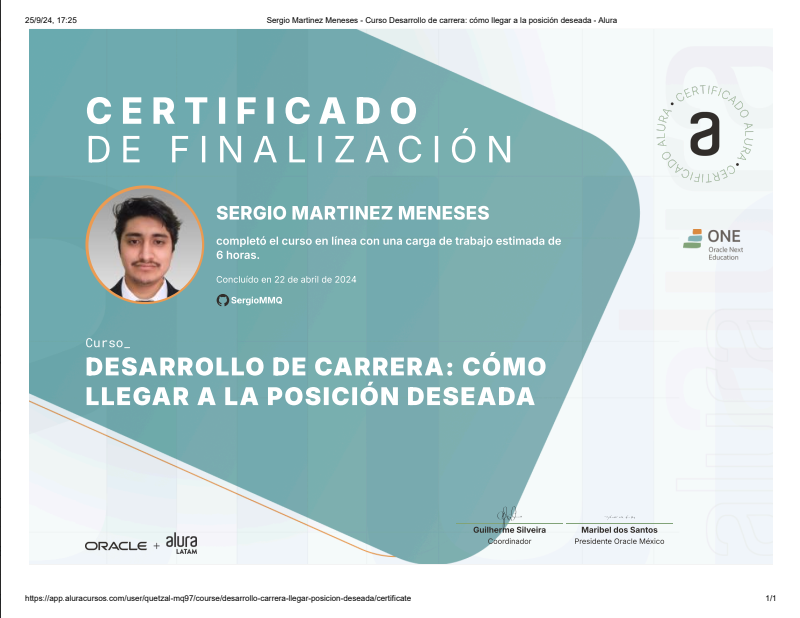 25/9/24, 17:25
Sergio Martinez Meneses - Curso Desarrollo de carrera: cómo llegar a la posición deseada - Alura
CERTIFICADO
DE FINALIZACIÓN
CERTIFICADO ALURA • CERTIFICADO ALURA •
a
SERGIO MARTINEZ MENESES
completó el curso en línea con una carga de trabajo estimada de
6 horas.
Concluído en 22 de abril de 2024
SergioMMQ
ONE
Oracle Next
Education
Curso_
DESARROLLO DE CARRERA: CÓMO
LLEGAR A LA POSICIÓN DESEADA
ORACLE + alura
LATAM
Guilherme Silveira
Coordinador
Maribel dos Santos
Presidente Oracle México
https://app.aluracursos.com/user/quetzal-mq97/course/desarrollo-carrera-llegar-posicion-deseada/certificate
1/1